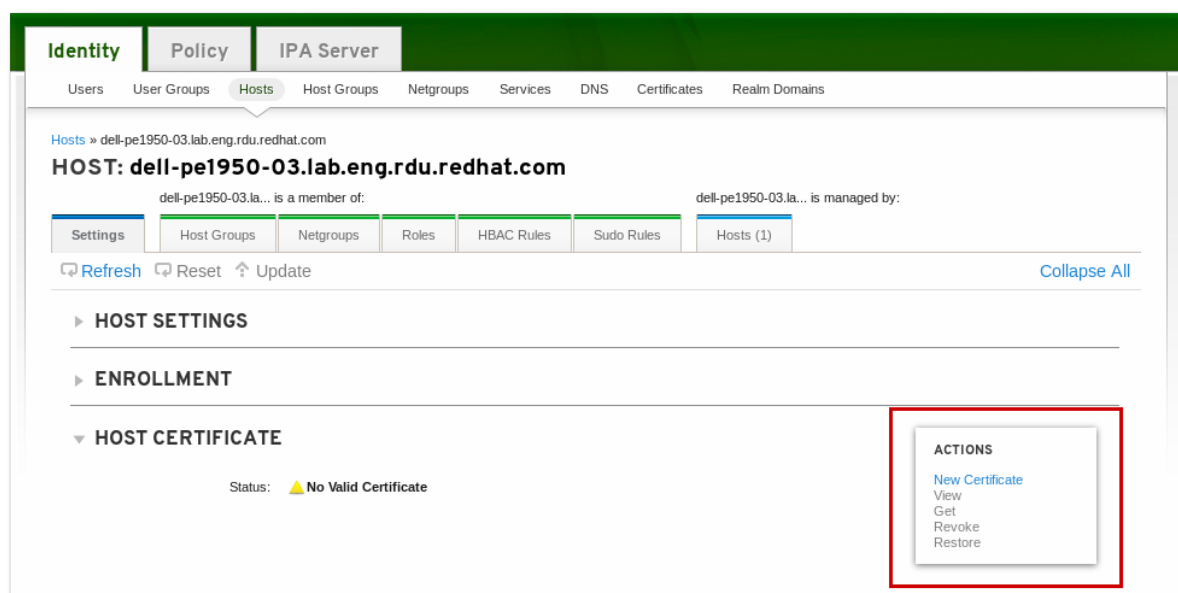 Identity Policy IPA Server
Users User Groups Hosts Host Groups Netgroups Services DNS Certificates Realm Domains
Hosts » dell-pe1950-03.lab.eng.rdu.redhat.com
HOST: dell-pe1950-03.lab.eng.rdu.redhat.com
dell-pe1950-03.la... is a member of: dell-pe1950-03.la... is managed by:
Settings Host Groups Netgroups Roles HBAC Rules Sudo Rules Hosts (1)
Refresh Reset Update Collapse All
HOST SETTINGS
ENROLLMENT
HOST CERTIFICATE
Status: No Valid Certificate
ACTIONS
New Certificate
View
Get
Revoke
Restore